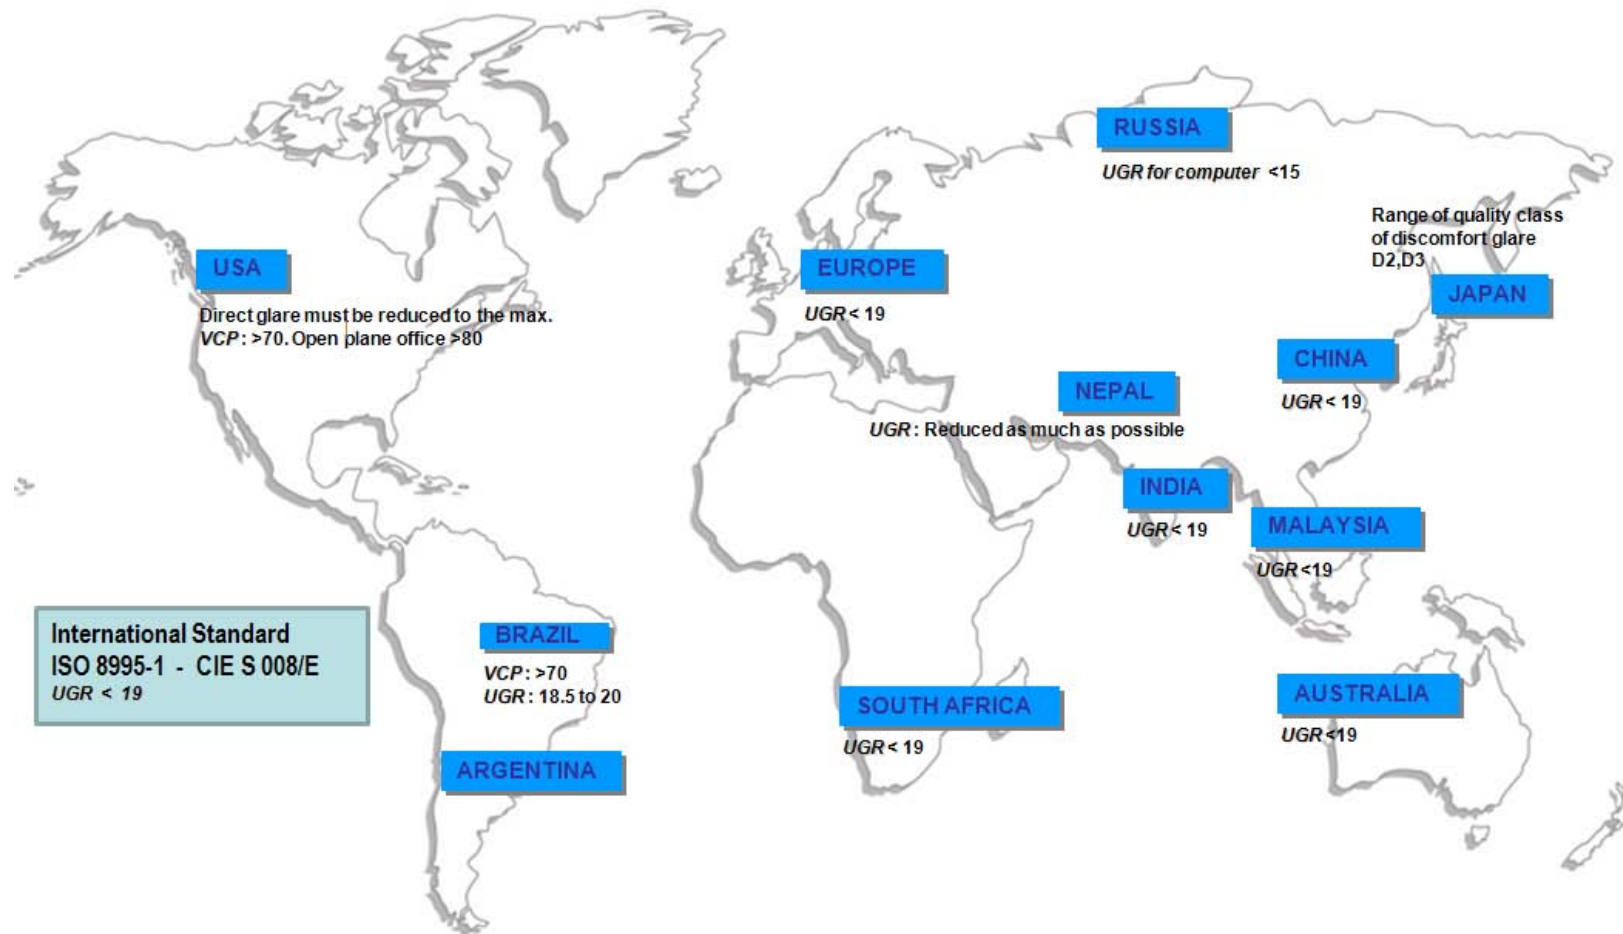 RUSSIA
UGR for computer <15
Range of quality class
of discomfort glare
D2,D3
JAPAN
USA
Direct glare must be reduced to the max.
VCP : >70. Open plane office >80
EUROPE
UGR < 19
CHINA
UGR < 19
NEPAL
UGR : Reduced as much as possible
INDIA
UGR < 19
MALAYSIA
UGR <19
International Standard
ISO 8995-1 - CIE S 008/E
UGR < 19
BRAZIL
VCP : >70
UGR : 18.5 to 20
SOUTH AFRICA
UGR < 19
AUSTRALIA
UGR <19
ARGENTINA